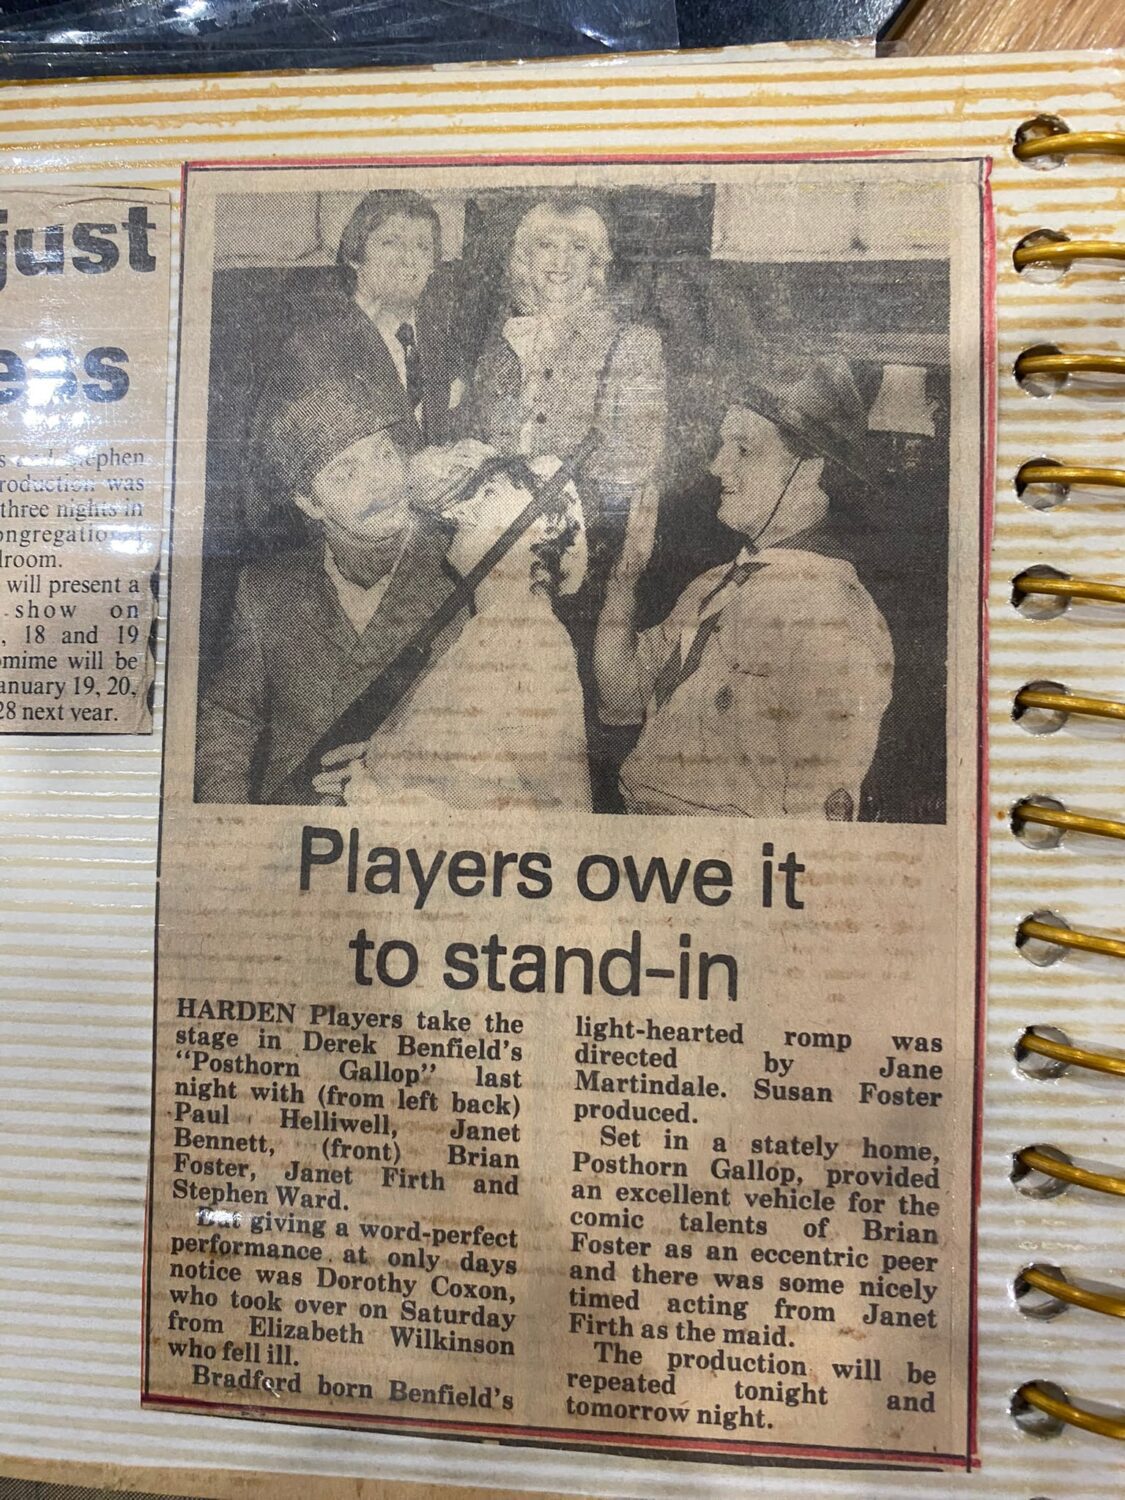 just
ess
s and Stephen
roduction was
three nights in
ongregational
lroom.
will present a
show on
, 18 and 19
omime will be
anuary 19, 20,
28 next year.
Players owe it
to stand-in
HARDEN Players take the
stage in Derek Benfield's
"Posthorn Gallop" last
night with (from left back)
Paul Helliwell, Janet
Bennett, (front) Brian
Foster, Janet Firth and
Stephen Ward.
But giving a word-perfect
performance at only days
notice was Dorothy Coxon,
who took over on Saturday
from Elizabeth Wilkinson
who fell ill.
Bradford born Benfield's
light-hearted romp was
directed by Jane
Martindale. Susan Foster
produced.
Set in a stately home,
Posthorn Gallop, provided
an excellent vehicle for the
comic talents of Brian
Foster as an eccentric peer
and there was some nicely
timed acting from Janet
Firth as the maid.
The production will be
repeated tonight and
tomorrow night.